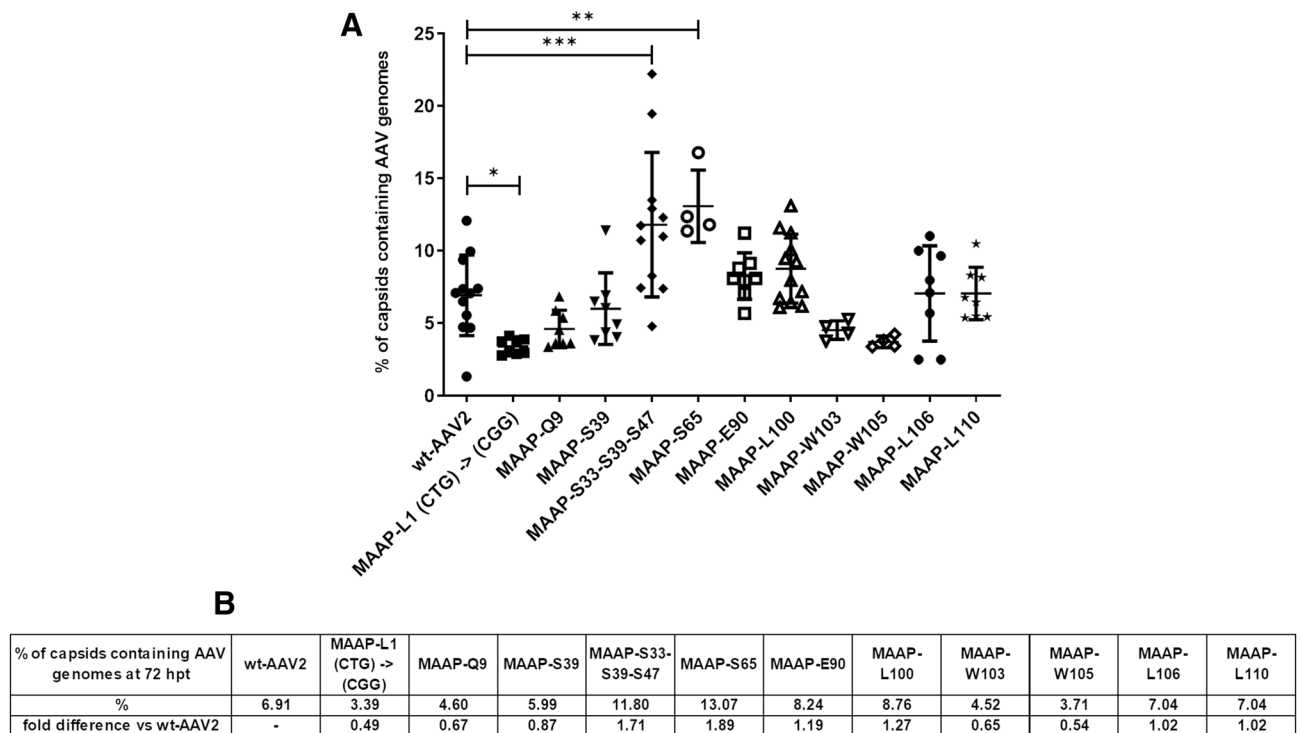 A
**
***
*
25
20
15
10
5
0
% of capsids containing AAV genomes
wt-AAV2
MAAP-L1 (CTG) -> (CGG)
MAAP-Q9
MAAP-S39
MAAP-S33-S39-S47
MAAP-S65
MAAP-E90
MAAP-L100
MAAP-W103
MAAP-W105
MAAP-L106
MAAP-L110
B
% of capsids containing AAV
genomes at 72 hpt
wt-AAV2
MAAP-L1
(CTG) ->
(CGG)
MAAP-Q9
MAAP-S39
MAAP-S33-
S39-S47
MAAP-S65
MAAP-E90
MAAP-
L100
MAAP-
W103
MAAP-
W105
MAAP-
L106
MAAP-
L110
% 6.91 3.39 4.60 5.99 11.80 13.07 8.24 8.76 4.52 3.71 7.04 7.04
fold difference vs wt-AAV2 - 0.49 0.67 0.87 1.71 1.89 1.19 1.27 0.65 0.54 1.02 1.02